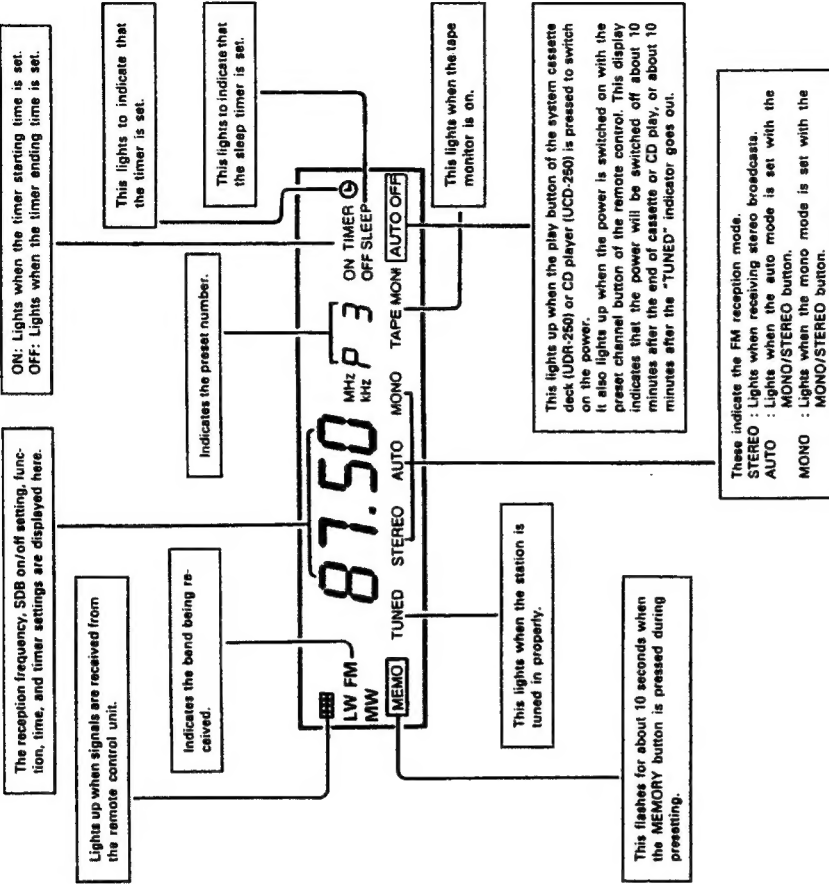 ON: Lights when the timer starting time is set.
OFF: Lights when the timer ending time is set.
The reception frequency, SDB on/off setting, func-
tion, time, and timer settings are displayed here.
This lights to indicate that
the timer is set.
Lights up when signals are received from
the remote control unit.
Indicates the preset number.
This lights to indicate that
the sleep timer is set.
Indicates the band being re-
ceived.
LW FM
MW
MEMO
87.50
MHz
kHz
P 3
ON TIMER
OFF SLEEP
TUNED STEREO AUTO MONO TAPE MONI AUTO OFF
This lights when the tape
monitor is on.
This lights when the station is
tuned in properly.
This flashes for about 10 seconds when
the MEMORY button is pressed during
presetting.
This lights up when the play button of the system cassette
deck (UDR-250) or CD player (UCD-250) is pressed to switch
on the power.
It also lights up when the power is switched on with the
preset channel button of the remote control. This display
indicates that the power will be switched off about 10
minutes after the end of cassette or CD play, or about 10
minutes after the "TUNED" indicator goes out.
These indicate the FM reception mode.
STEREO : Lights when receiving stereo broadcasts.
AUTO : Lights when the auto mode is set with the
MONO/STEREO button.
MONO : Lights when the mono mode is set with the
MONO/STEREO button.